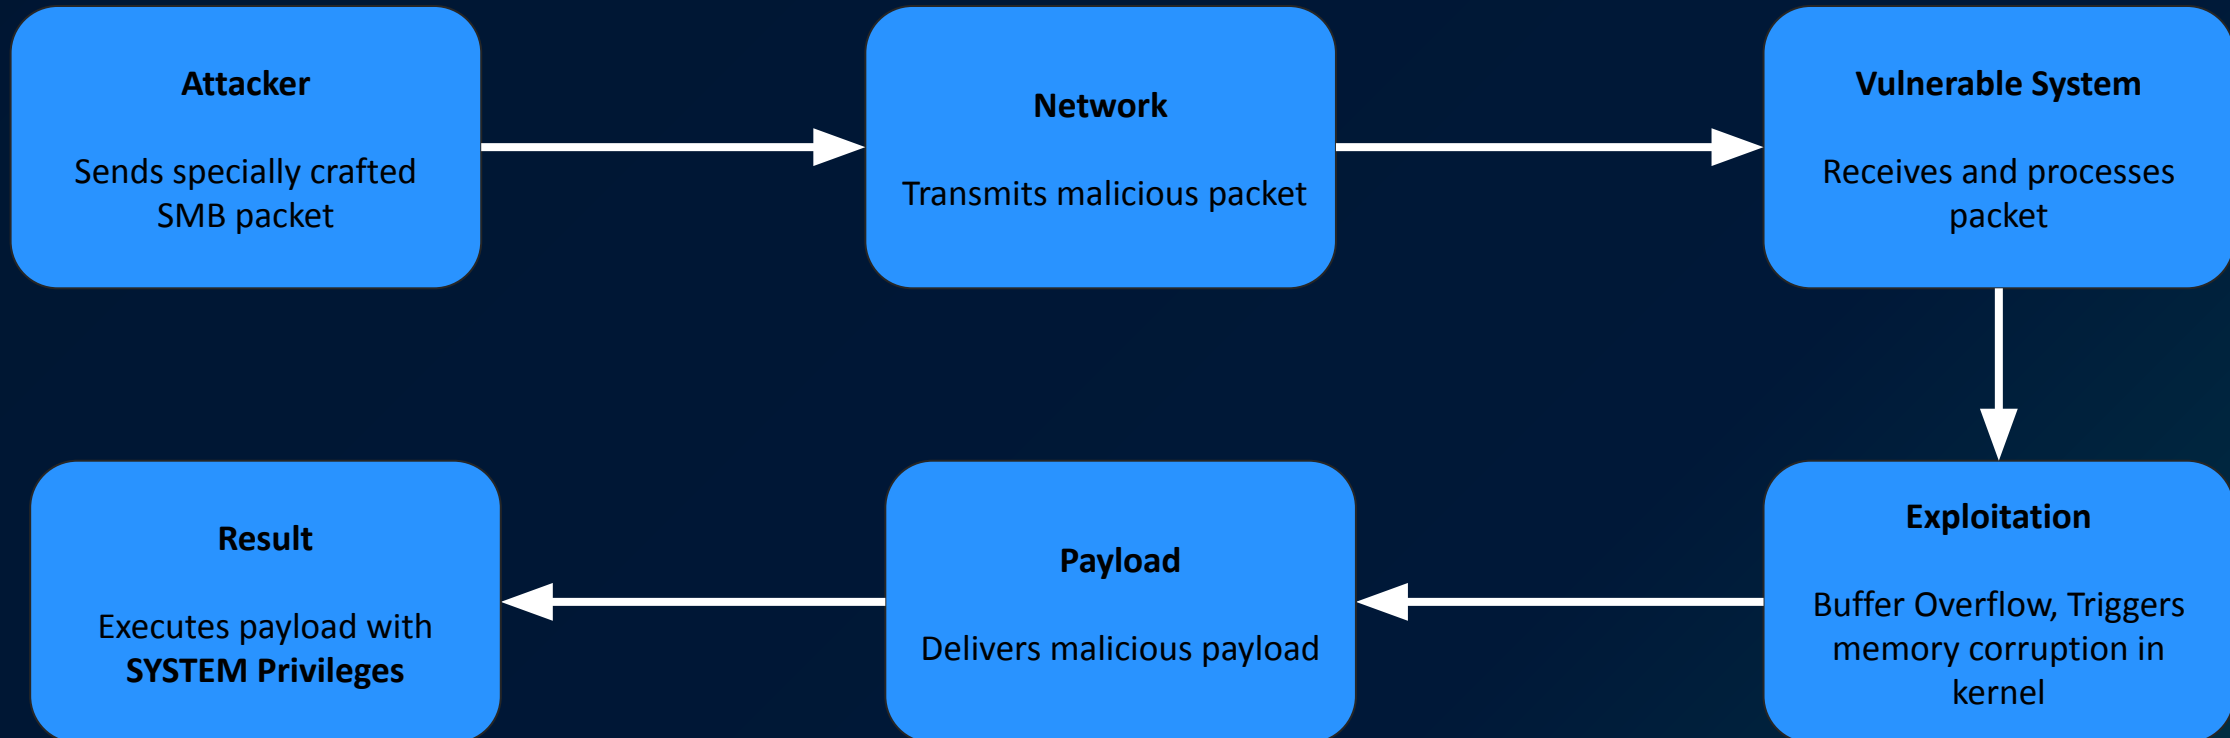 Attacker
Sends specially crafted
SMB packet
Network
Transmits malicious packet
Vulnerable System
Receives and processes
packet
Exploitation
Buffer Overflow, Triggers
memory corruption in
kernel
Payload
Delivers malicious payload
Result
Executes payload with
SYSTEM Privileges